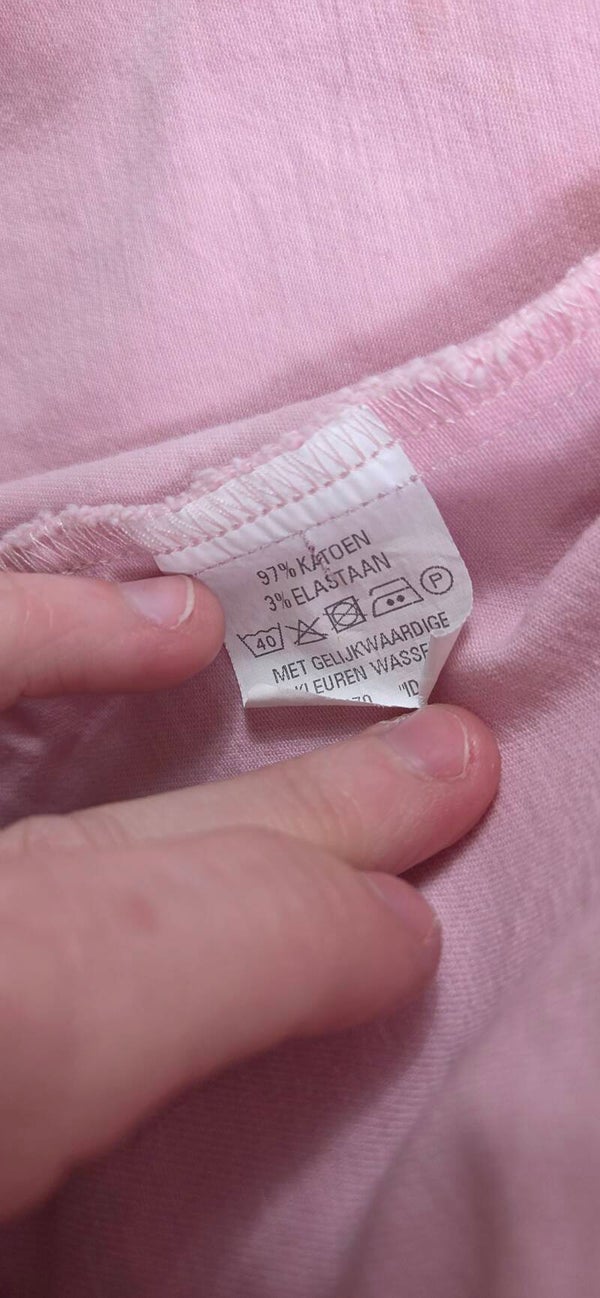 97% KATOEN
3% ELASTAAN
40 P
MET GELIJKWAARDIGE
KLEUREN WASSE